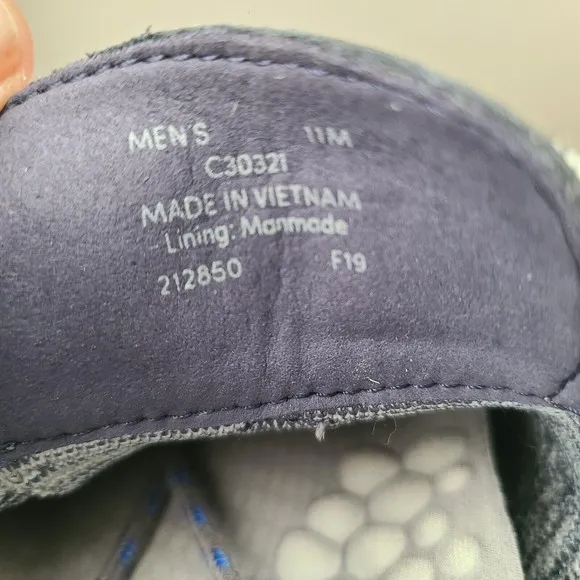 MEN'S 11M
C30321
MADE IN VIETNAM
Lining: Manmade
212850 F19